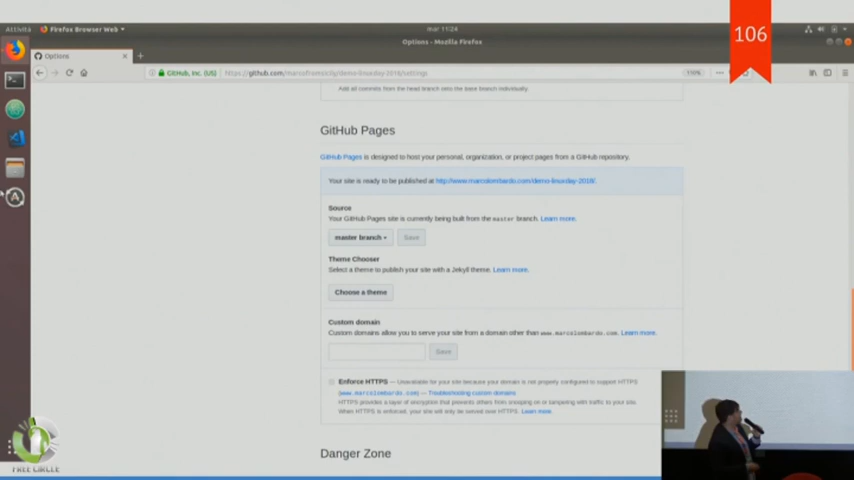 Attività
Firefox Browser Web
mar 11:24
Options - Mozilla Firefox
106
Options
GitHub, Inc. (US)
https://github.com/marcofromsicily/demo-linuxday-2018/settings
110%
Add all commits from the head branch onto the base branch individually.
GitHub Pages
GitHub Pages is designed to host your personal, organization, or project pages from a GitHub repository.
Your site is ready to be published at http://www.marcolombardo.com/demo-linuxday-2018/.
Source
Your GitHub Pages site is currently being built from the master branch. Learn more.
master branch
Save
Theme Chooser
Select a theme to publish your site with a Jekyll theme. Learn more.
Choose a theme
Custom domain
Custom domains allow you to serve your site from a domain other than www.marcolombardo.com. Learn more.
Save
Enforce HTTPS — Unavailable for your site because your domain is not properly configured to support HTTPS
(www.marcolombardo.com) — Troubleshooting custom domains
HTTPS provides a layer of encryption that prevents others from snooping on or tampering with traffic to your site.
When HTTPS is enforced, your site will only be served over HTTPS. Learn more.
Danger Zone
FREE CIRCLE